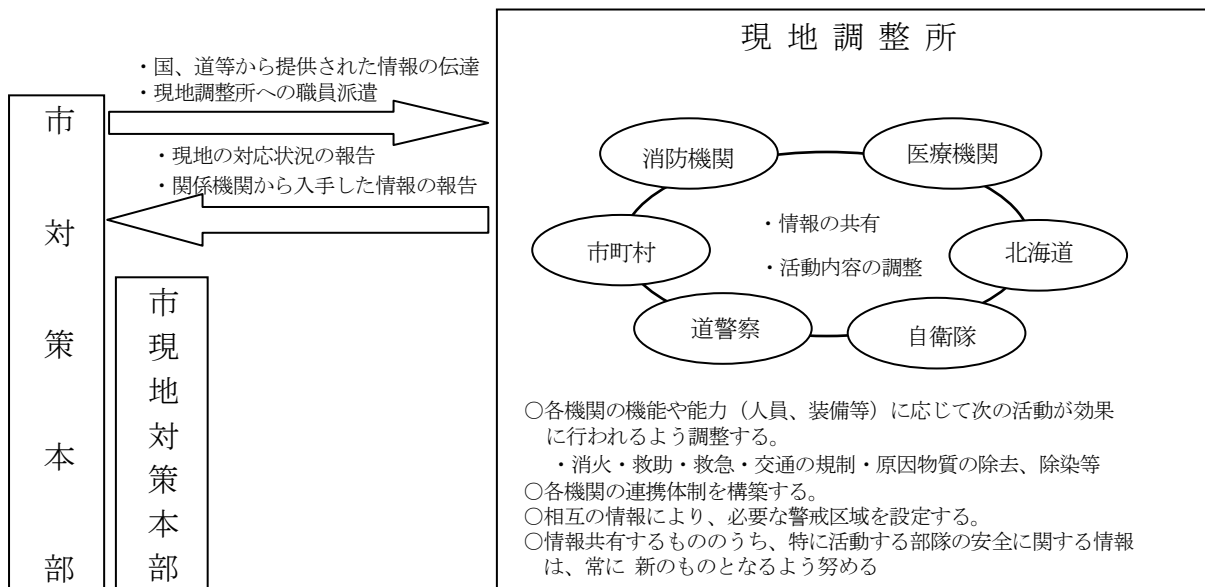 現地調整所
・国、道等から提供された情報の伝達
・現地調整所への職員派遣
・現地の対応状況の報告
・関係機関から入手した情報の報告
市対策本部
市現地対策本部
消防機関
医療機関
市町村
・情報の共有
・活動内容の調整
北海道
道警察
自衛隊
○各機関の機能や能力（人員、装備等）に応じて次の活動が効果
に行われるよう調整する。
・消火・救助・救急・交通の規制・原因物質の除去、除染等
○各機関の連携体制を構築する。
○相互の情報により、必要な警戒区域を設定する。
○情報共有するもののうち、特に活動する部隊の安全に関する情報
は、常に 新のものとなるよう努める